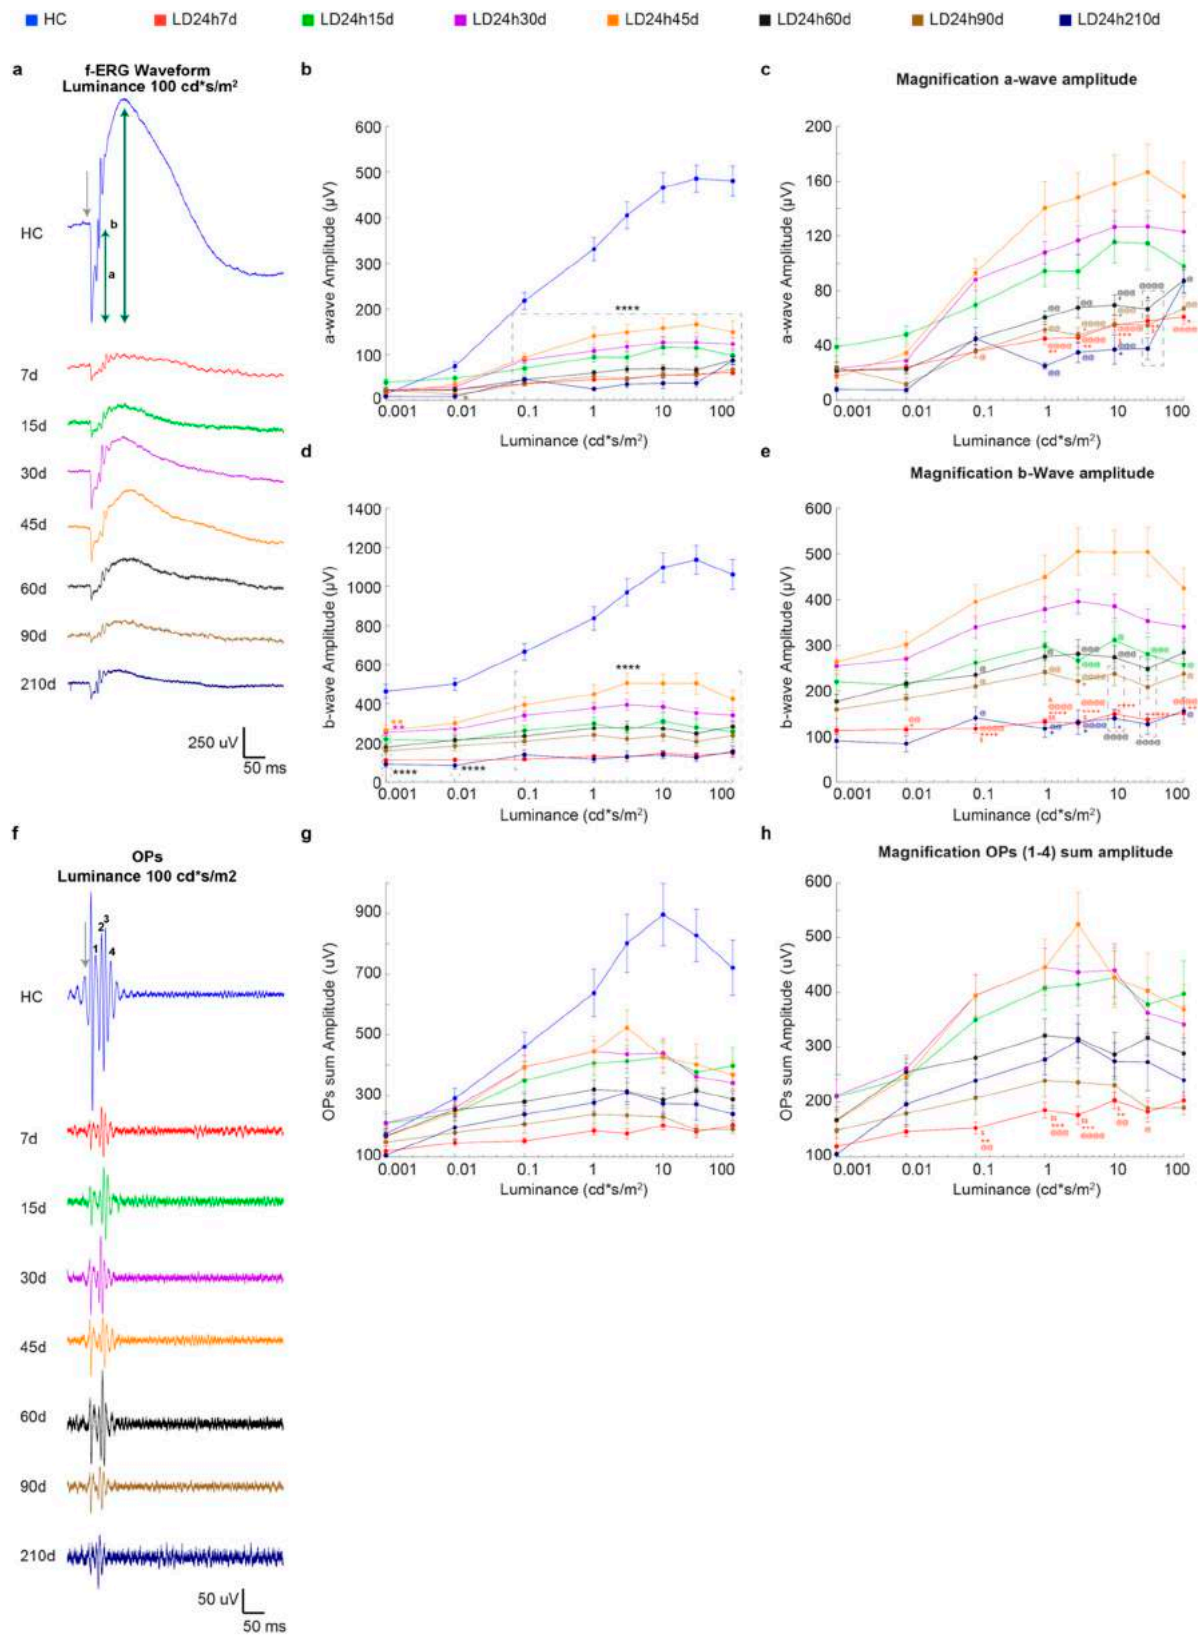 HC LD24h7d LD24h15d LD24h30d LD24h45d LD24h60d LD24h90d LD24h210d
a
f-ERG Waveform
Luminance 100 cd*s/m²
HC
b
a
7d
15d
30d
45d
60d
90d
210d
250 uV
50 ms
b
600
500
400
300
200
100
0
a-wave Amplitude (µV)
****
*
0.001 0.01 0.1 1 10 100
Luminance (cd*s/m²)
c
Magnification a-wave amplitude
200
160
120
80
40
0
a-wave Amplitude (µV)
0.001 0.01 0.1 1 10 100
Luminance (cd*s/m²)
d
1400
1200
1000
800
600
400
200
0
b-wave Amplitude (µV)
****
**
**
****
****
0.001 0.01 0.1 1 10 100
Luminance (cd*s/m²)
e
Magnification b-Wave amplitude
600
500
400
300
200
100
0
b-wave Amplitude (µV)
0.001 0.01 0.1 1 10 100
Luminance (cd*s/m²)
f
OPs
Luminance 100 cd*s/m2
HC
1
2
3
4
7d
15d
30d
45d
60d
90d
210d
50 uV
50 ms
g
900
700
500
300
100
OPs sum Amplitude (uV)
0.001 0.01 0.1 1 10 100
Luminance (cd*s/m²)
h
Magnification OPs (1-4) sum amplitude
600
500
400
300
200
100
OPs sum Amplitude (uV)
0.001 0.01 0.1 1 10 100
Luminance (cd*s/m²)